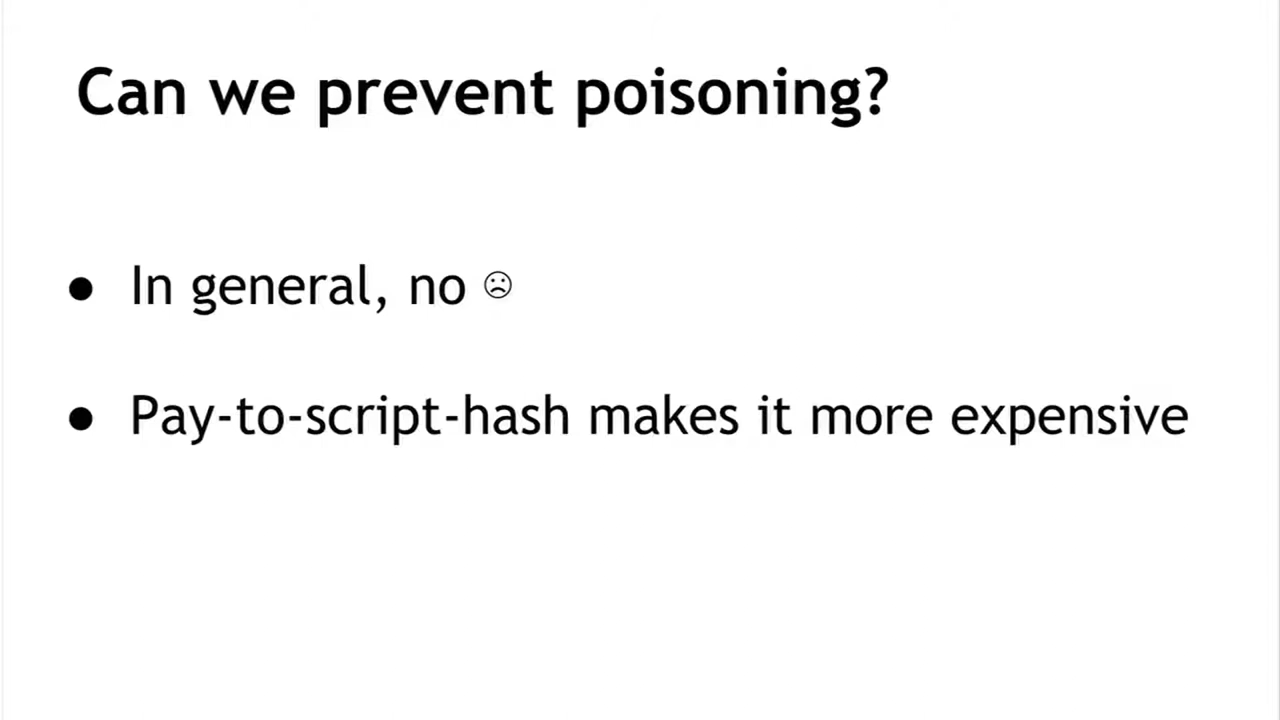 Can we prevent poisoning?
● In general, no ☹
● Pay-to-script-hash makes it more expensive